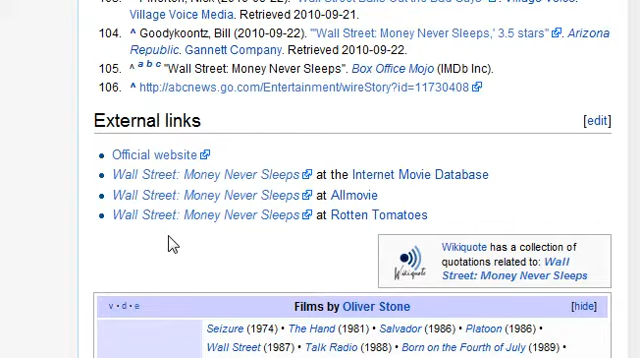 Village Voice Media. Retrieved 2010-09-21.
104. ^ Goodykoontz, Bill (2010-09-22). "'Wall Street: Money Never Sleeps,' 3.5 stars". Arizona
Republic. Gannett Company. Retrieved 2010-09-22.
105. ^ a b c "Wall Street: Money Never Sleeps". Box Office Mojo (IMDb Inc).
106. ^ http://abcnews.go.com/Entertainment/wireStory?id=11730408
External links [edit]
• Official website
• Wall Street: Money Never Sleeps at the Internet Movie Database
• Wall Street: Money Never Sleeps at Allmovie
• Wall Street: Money Never Sleeps at Rotten Tomatoes
Wikiquote has a collection of
quotations related to: Wall
Street: Money Never Sleeps
Wikiquote
v • d • e Films by Oliver Stone [hide]
Seizure (1974) • The Hand (1981) • Salvador (1986) • Platoon (1986) •
Wall Street (1987) • Talk Radio (1988) • Born on the Fourth of July (1989) •